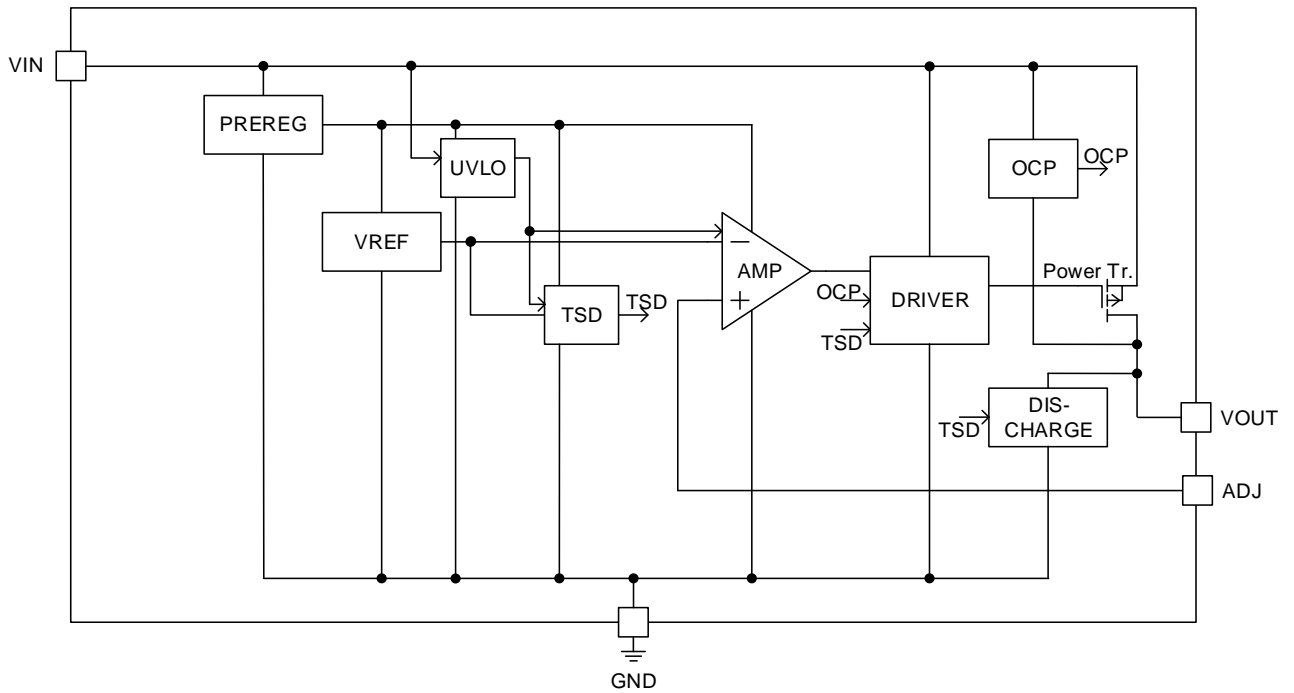 VIN
PREREG
UVLO
OCP
OCP
VREF
AMP
Power Tr.
TSD
TSD
OCP
DRIVER
TSD
DIS-
CHARGE
TSD
VOUT
ADJ
GND